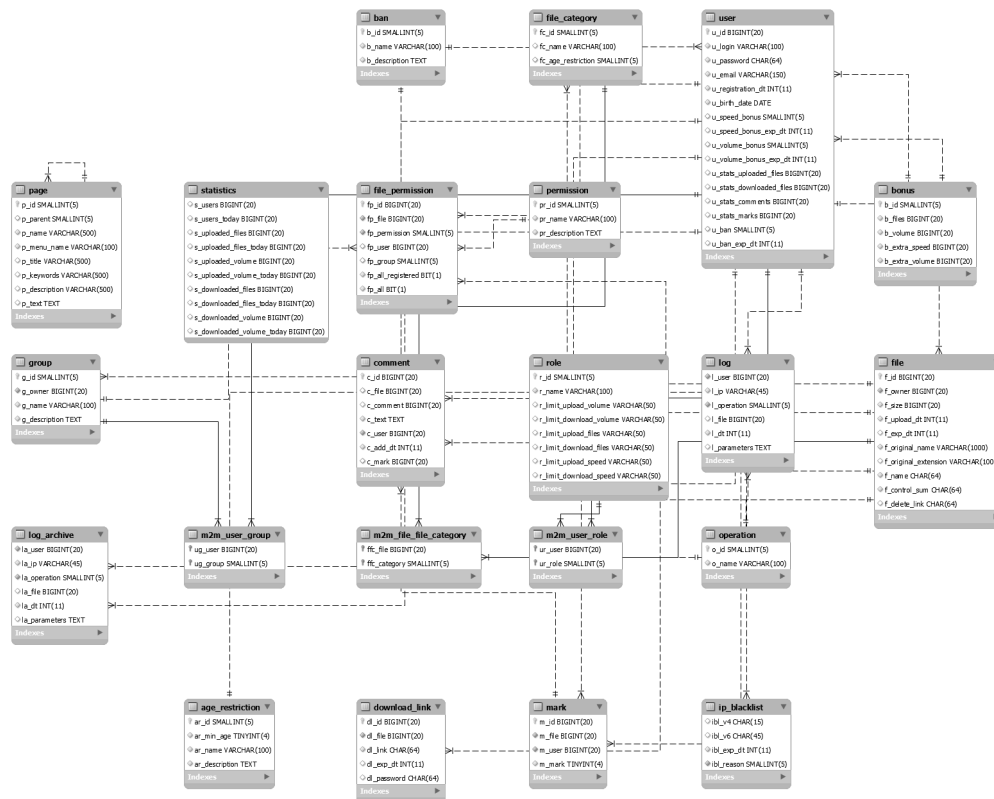 ban
b_id SMALLINT(5)
b_name VARCHAR(100)
b_description TEXT
Indexes
file_category
fc_id SMALLINT(5)
fc_name VARCHAR(100)
fc_age_restriction SMALLINT(5)
Indexes
user
u_id BIGINT(20)
u_login VARCHAR(100)
u_password CHAR(64)
u_email VARCHAR(150)
u_registration_dt INT(11)
u_birth_date DATE
u_speed_bonus SMALLINT(5)
u_speed_bonus_exp_dt INT(11)
u_volume_bonus SMALLINT(5)
u_volume_bonus_exp_dt INT(11)
u_stats_uploaded_files BIGINT(20)
u_stats_downloaded_files BIGINT(20)
u_stats_comments BIGINT(20)
u_stats_marks BIGINT(20)
u_ban SMALLINT(5)
u_ban_exp_dt INT(11)
Indexes
page
p_id SMALLINT(5)
p_parent SMALLINT(5)
p_name VARCHAR(500)
p_menu_name VARCHAR(100)
p_title VARCHAR(500)
p_keywords VARCHAR(500)
p_description VARCHAR(500)
p_text TEXT
Indexes
statistics
s_users BIGINT(20)
s_users_today BIGINT(20)
s_uploaded_files BIGINT(20)
s_uploaded_files_today BIGINT(20)
s_uploaded_volume BIGINT(20)
s_uploaded_volume_today BIGINT(20)
s_downloaded_files BIGINT(20)
s_downloaded_files_today BIGINT(20)
s_downloaded_volume BIGINT(20)
s_downloaded_volume_today BIGINT(20)
file_permission
fp_id BIGINT(20)
fp_file BIGINT(20)
fp_permission SMALLINT(5)
fp_user BIGINT(20)
fp_group SMALLINT(5)
fp_all_registered BIT(1)
fp_all BIT(1)
Indexes
permission
pr_id SMALLINT(5)
pr_name VARCHAR(100)
pr_description TEXT
Indexes
bonus
b_id SMALLINT(5)
b_files BIGINT(20)
b_volume BIGINT(20)
b_extra_speed BIGINT(20)
b_extra_volume BIGINT(20)
Indexes
group
g_id SMALLINT(5)
g_owner BIGINT(20)
g_name VARCHAR(100)
g_description TEXT
Indexes
comment
c_id BIGINT(20)
c_file BIGINT(20)
c_comment BIGINT(20)
c_text TEXT
c_user BIGINT(20)
c_add_dt INT(11)
c_mark BIGINT(20)
Indexes
role
r_id SMALLINT(5)
r_name VARCHAR(100)
r_limit_upload_volume VARCHAR(50)
r_limit_download_volume VARCHAR(50)
r_limit_upload_files VARCHAR(50)
r_limit_download_files VARCHAR(50)
r_limit_upload_speed VARCHAR(50)
r_limit_download_speed VARCHAR(50)
Indexes
log
l_user BIGINT(20)
l_ip VARCHAR(45)
l_operation SMALLINT(5)
l_file BIGINT(20)
l_dt INT(11)
l_parameters TEXT
Indexes
file
f_id BIGINT(20)
f_owner BIGINT(20)
f_size BIGINT(20)
f_upload_dt INT(11)
f_exp_dt INT(11)
f_original_name VARCHAR(1000)
f_original_extension VARCHAR(100
f_name CHAR(64)
f_control_sum CHAR(64)
f_delete_link CHAR(64)
Indexes
log_archive
la_user BIGINT(20)
la_ip VARCHAR(45)
la_operation SMALLINT(5)
la_file BIGINT(20)
la_dt INT(11)
la_parameters TEXT
Indexes
m2m_user_group
ug_user BIGINT(20)
ug_group SMALLINT(5)
Indexes
m2m_file_file_category
ffc_file BIGINT(20)
ffc_category SMALLINT(5)
Indexes
m2m_user_role
ur_user BIGINT(20)
ur_role SMALLINT(5)
Indexes
operation
o_id SMALLINT(5)
o_name VARCHAR(100)
Indexes
age_restriction
ar_id SMALLINT(5)
ar_min_age TINYINT(4)
ar_name VARCHAR(100)
ar_description TEXT
Indexes
download_link
dl_id BIGINT(20)
dl_file BIGINT(20)
dl_link CHAR(64)
dl_exp_dt INT(11)
dl_password CHAR(64)
Indexes
mark
m_id BIGINT(20)
m_file BIGINT(20)
m_user BIGINT(20)
m_mark TINYINT(4)
Indexes
ip_blacklist
ibl_v4 CHAR(15)
ibl_v6 CHAR(45)
ibl_exp_dt INT(11)
ibl_reason SMALLINT(5)
Indexes